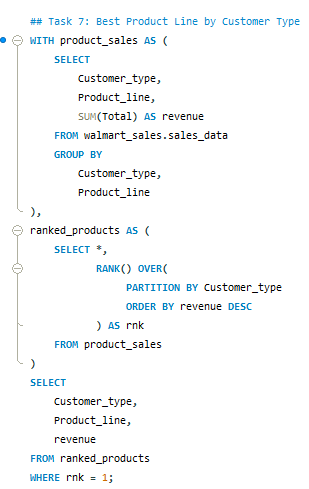 ## Task 7: Best Product Line by Customer Type
WITH product_sales AS (
    SELECT
        Customer_type,
        Product_line,
        SUM(Total) AS revenue
    FROM walmart_sales.sales_data
    GROUP BY
        Customer_type,
        Product_line
),
ranked_products AS (
    SELECT *,
           RANK() OVER(
                PARTITION BY Customer_type
                ORDER BY revenue DESC
           ) AS rnk
    FROM product_sales
)
SELECT
    Customer_type,
    Product_line,
    revenue
FROM ranked_products
WHERE rnk = 1;